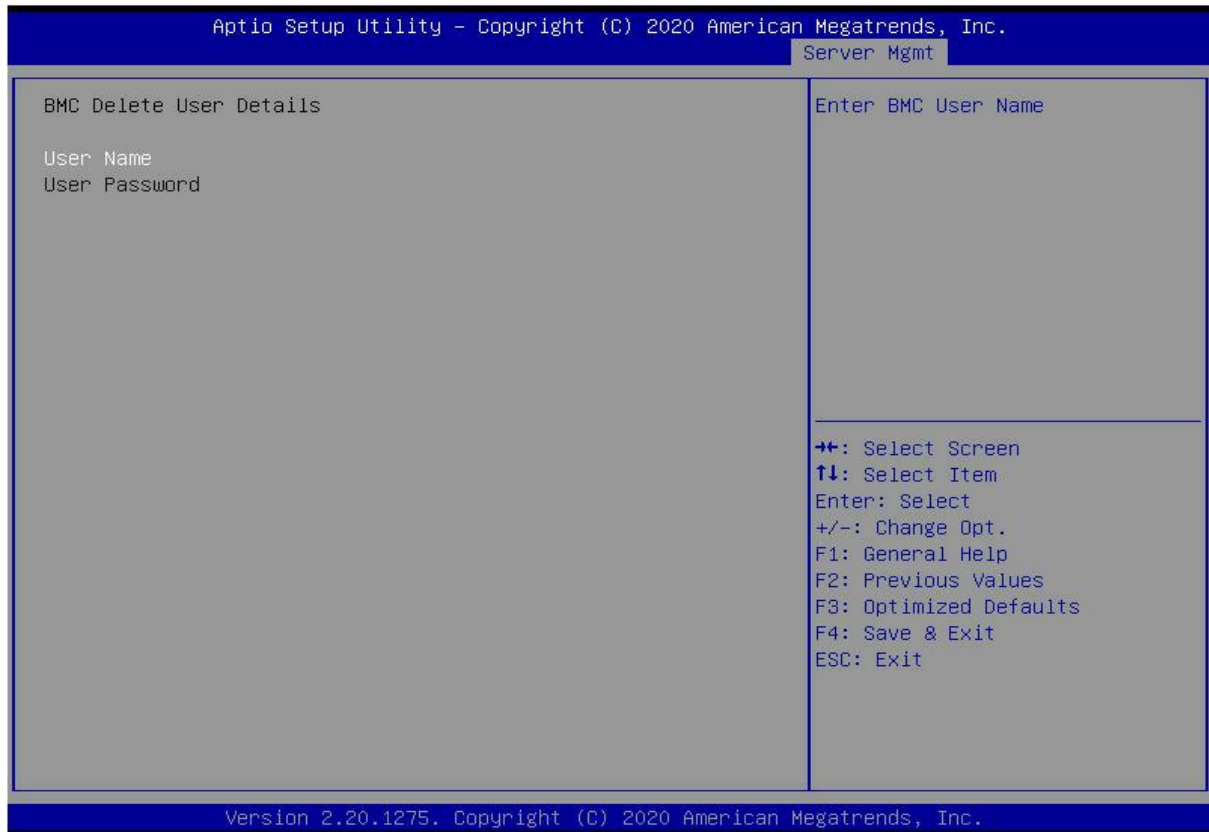 Aptio Setup Utility – Copyright (C) 2020 American Megatrends, Inc.
Server Mgmt
BMC Delete User Details
User Name
User Password
Enter BMC User Name
→←: Select Screen
↑↓: Select Item
Enter: Select
+/-: Change Opt.
F1: General Help
F2: Previous Values
F3: Optimized Defaults
F4: Save & Exit
ESC: Exit
Version 2.20.1275. Copyright (C) 2020 American Megatrends, Inc.